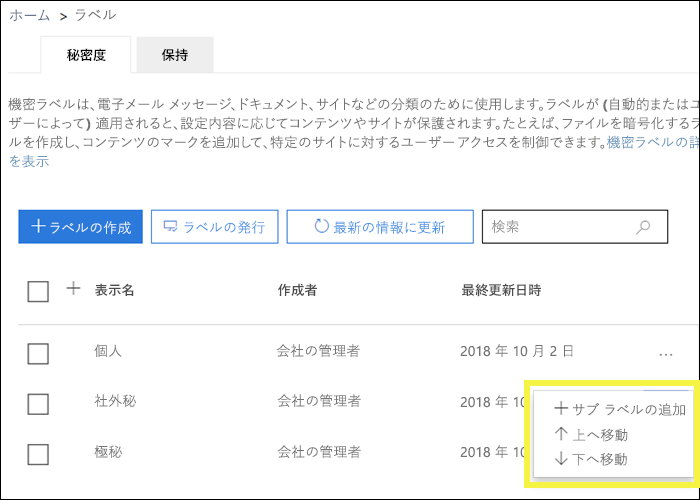 ホーム > ラベル
秘密度 保持
機密ラベルは、電子メール メッセージ、ドキュメント、サイトなどの分類のために使用します。ラベルが (自動的またはユ
ザーによって) 適用されると、設定内容に応じてコンテンツやサイトが保護されます。たとえば、ファイルを暗号化するラ
ルを作成し、コンテンツのマークを追加して、特定のサイトに対するユーザー アクセスを制御できます。機密ラベルの詳
を表示
+ ラベルの作成 ラベルの発行 最新の情報に更新 検索
+ 表示名 作成者 最終更新日時
個人 会社の管理者 2018 年 10 月 2 日 ...
社外秘 会社の管理者 2018 年 10
+ サブ ラベルの追加
↑ 上へ移動
極秘 会社の管理者 2018 年 10
↓ 下へ移動